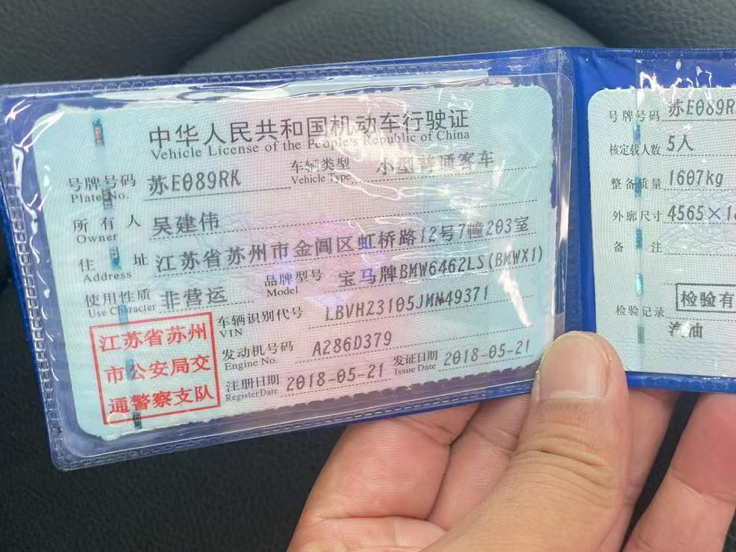 中华人民共和国机动车行驶证
Vehicle License of the People's Republic of China
号牌号码 苏E089RK 车辆类型 小型普通客车
Plate No. Vehicle Type
所有人 吴建伟
Owner
住址 江苏省苏州市金阊区虹桥路12号7幢203室
Address
使用性质 非营运 品牌型号 宝马牌BMW6462LS(BMWX1)
Use Character Model
车辆识别代号 LBVHZ3105JMN49371
VIN
发动机号码 A286D379
Engine No.
注册日期 2018-05-21 发证日期 2018-05-21
Register Date Issue Date
江苏省苏州
市公安局交
通警察支队
号牌号码 苏E089R
核定载人数 5人
整备质量 1607kg
外廓尺寸 4565×18
备注
检验记录 检验有
汽油